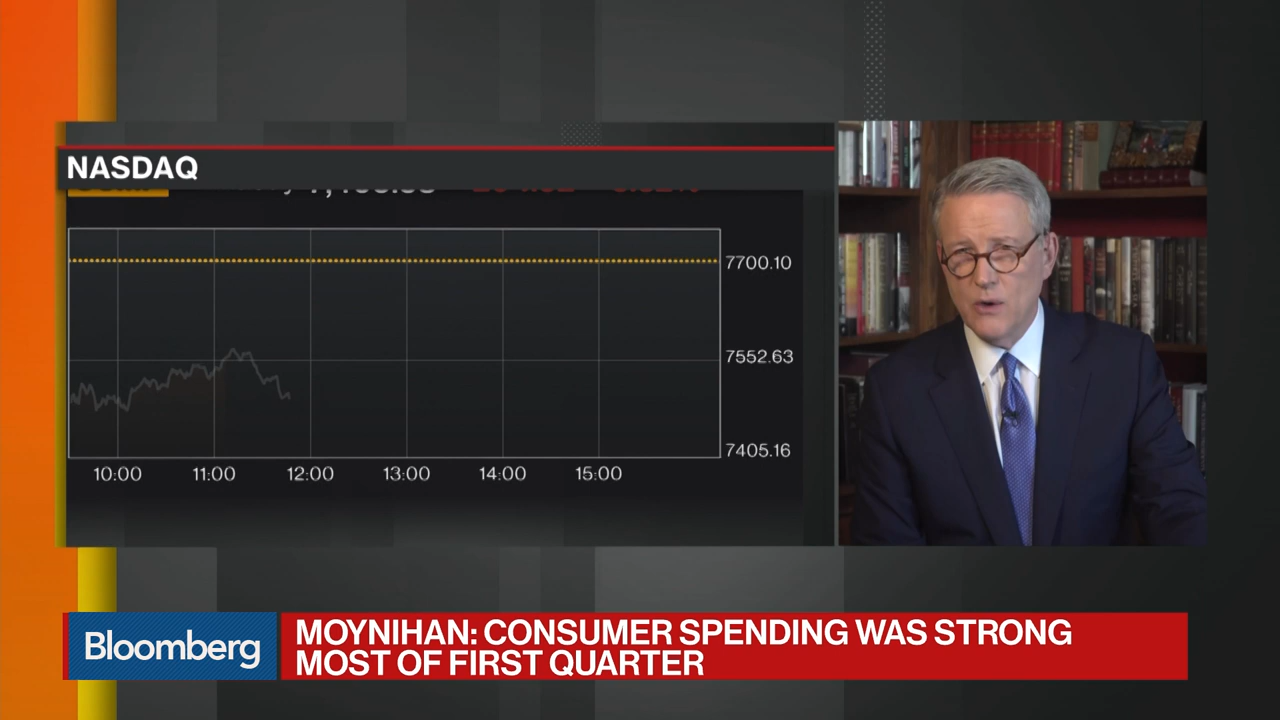 NASDAQ
7700.10
7552.63
7405.16
10:00 11:00 12:00 13:00 14:00 15:00
Bloomberg
MOYNIHAN: CONSUMER SPENDING WAS STRONG
MOST OF FIRST QUARTER